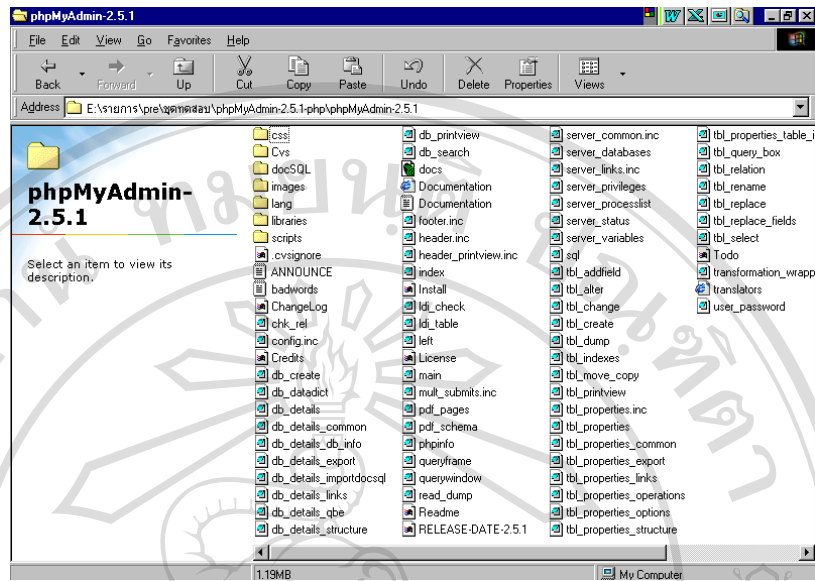 phpMyAdmin-2.5.1
File Edit View Go Favorites Help
Back Forward Up Cut Copy Paste Undo Delete Properties Views
Address E:\รายการ\pre\ชุดทดสอบ\phpMyAdmin-2.5.1-php\phpMyAdmin-2.5.1
phpMyAdmin-
2.5.1
Select an item to view its
description.
css
Cvs
docSQL
images
lang
libraries
scripts
.cvsignore
ANNOUNCE
badwords
ChangeLog
chk_rel
config.inc
Credits
db_create
db_datadict
db_details
db_details_common
db_details_db_info
db_details_export
db_details_importdocsql
db_details_links
db_details_qbe
db_details_structure
db_printview
db_search
docs
Documentation
Documentation
footer.inc
header.inc
header_printview.inc
index
Install
ldi_check
ldi_table
left
License
main
mult_submits.inc
pdf_pages
pdf_schema
phpinfo
queryframe
querywindow
read_dump
Readme
RELEASE-DATE-2.5.1
server_common.inc
server_databases
server_links.inc
server_privileges
server_processlist
server_status
server_variables
sql
tbl_addfield
tbl_alter
tbl_change
tbl_create
tbl_dump
tbl_indexes
tbl_move_copy
tbl_printview
tbl_properties.inc
tbl_properties
tbl_properties_common
tbl_properties_export
tbl_properties_links
tbl_properties_operations
tbl_properties_options
tbl_properties_structure
tbl_properties_table_i
tbl_query_box
tbl_relation
tbl_rename
tbl_replace
tbl_replace_fields
tbl_select
Todo
transformation_wrapp
translators
user_password
1.19MB My Computer